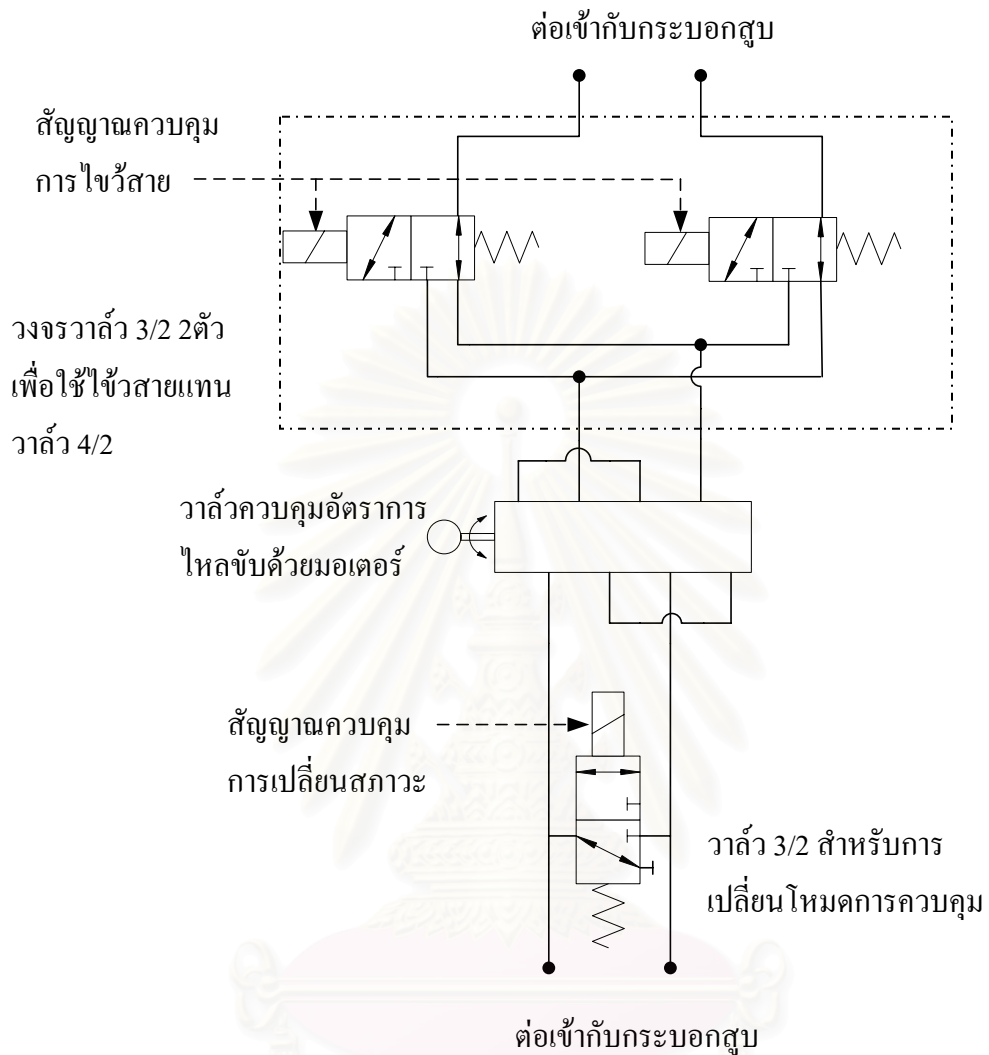 ต่อเข้ากับกระบอกสูบ
สัญญาณควบคุม
การไขว้สาย
วงจรวาล์ว 3/2 2ตัว
เพื่อใช้ไข้วสายแทน
วาล์ว 4/2
วาล์วควบคุมอัตราการ
ไหลขับด้วยมอเตอร์
สัญญาณควบคุม
การเปลี่ยนสภาวะ
วาล์ว 3/2 สำหรับการ
เปลี่ยนโหมดการควบคุม
ต่อเข้ากับกระบอกสูบ